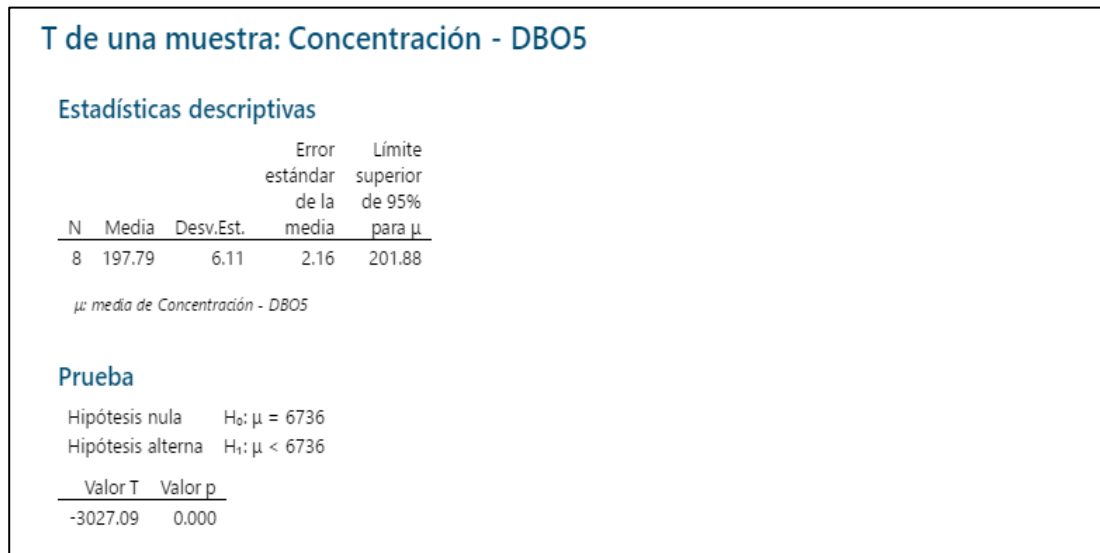 T de una muestra: Concentración - DBO5
Estadísticas descriptivas
Error Límite
estándar superior
de la de 95%
N Media Desv.Est. media para µ
8 197.79 6.11 2.16 201.88
µ: media de Concentración - DBO5
Prueba
Hipótesis nula H₀: µ = 6736
Hipótesis alterna H₁: µ < 6736
Valor T Valor p
-3027.09 0.000